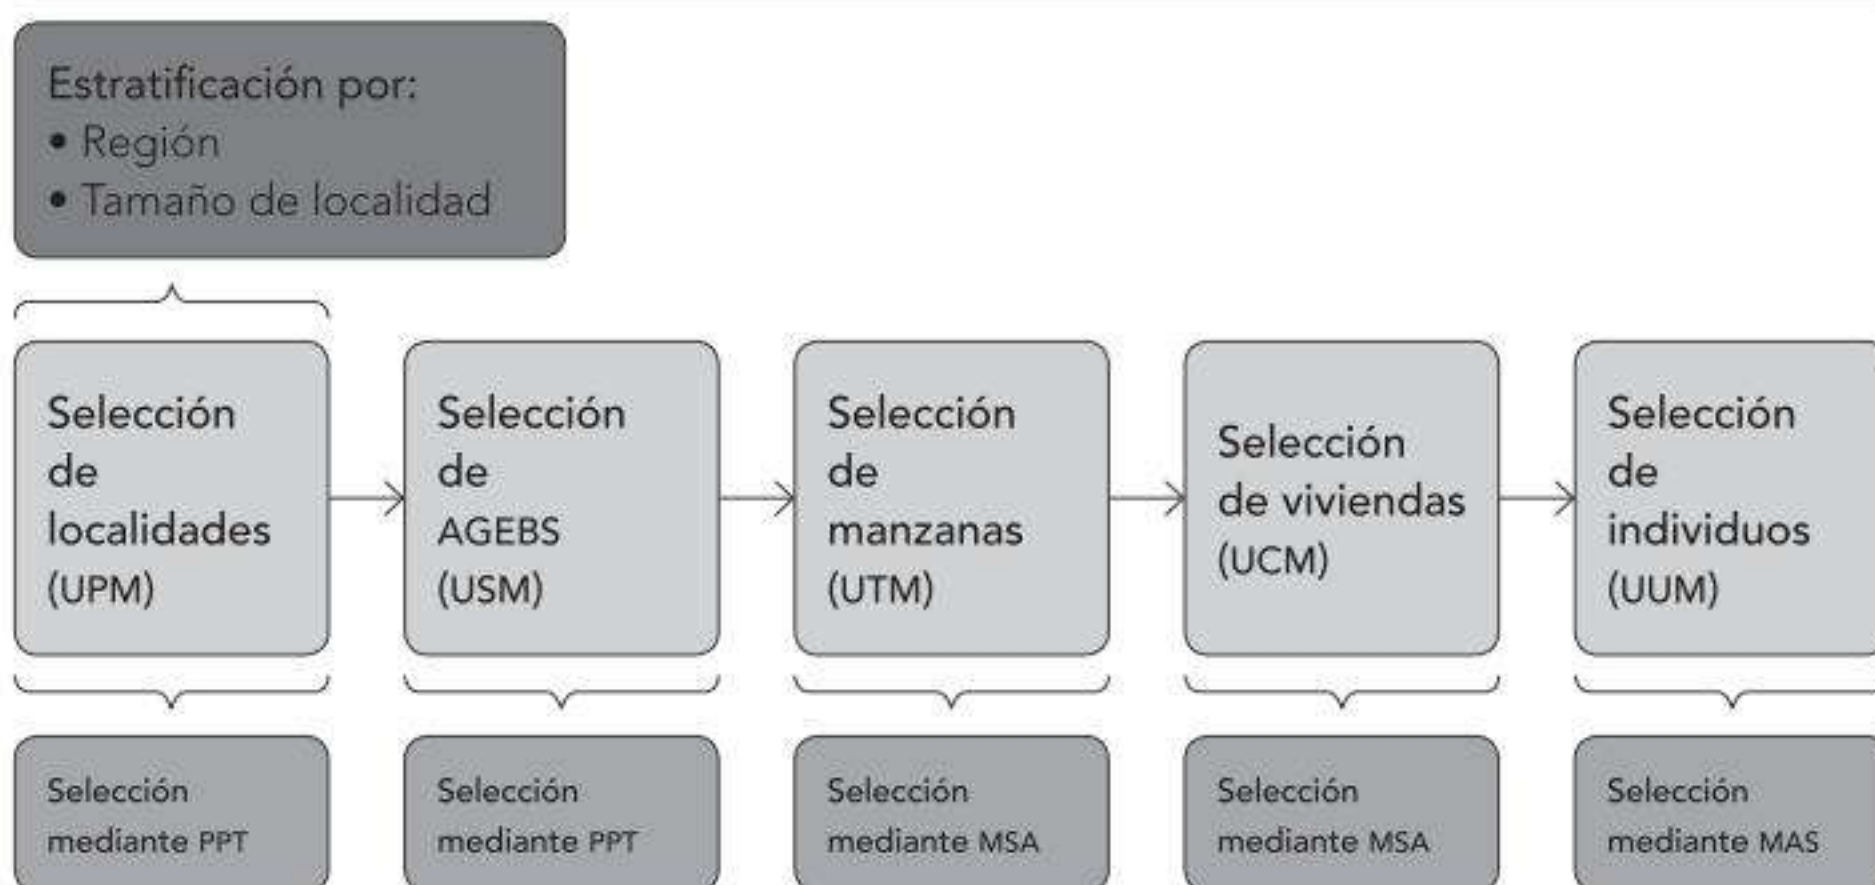 Estratificación por:
• Región
• Tamaño de localidad
Selección
de
localidades
(UPM)
Selección
de
AGEBS
(USM)
Selección
de
manzanas
(UTM)
Selección
de viviendas
(UCM)
Selección
de
individuos
(UUM)
Selección
mediante PPT
Selección
mediante PPT
Selección
mediante MSA
Selección
mediante MSA
Selección
mediante MAS